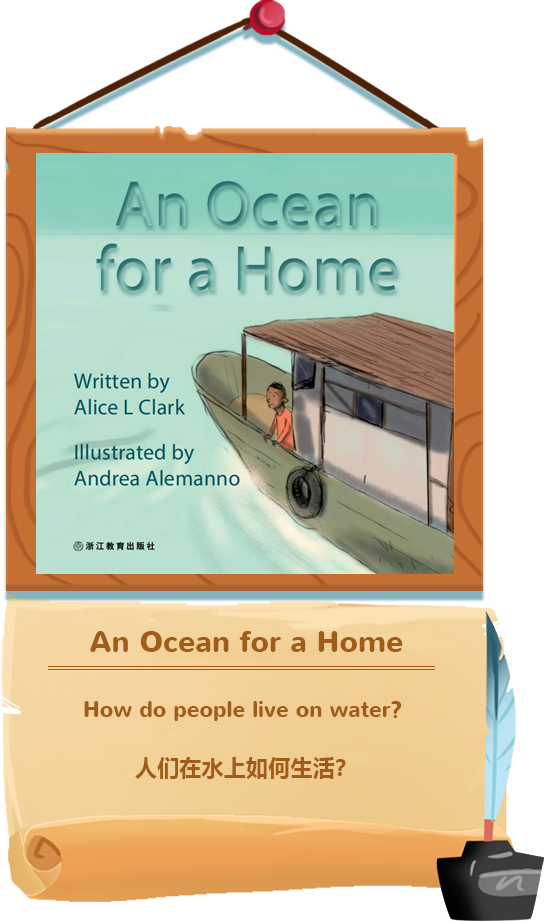 An Ocean
for a Home
Written by
Alice L Clark
Illustrated by
Andrea Alemanno
浙江教育出版社
An Ocean for a Home
How do people live on water?
人们在水上如何生活?